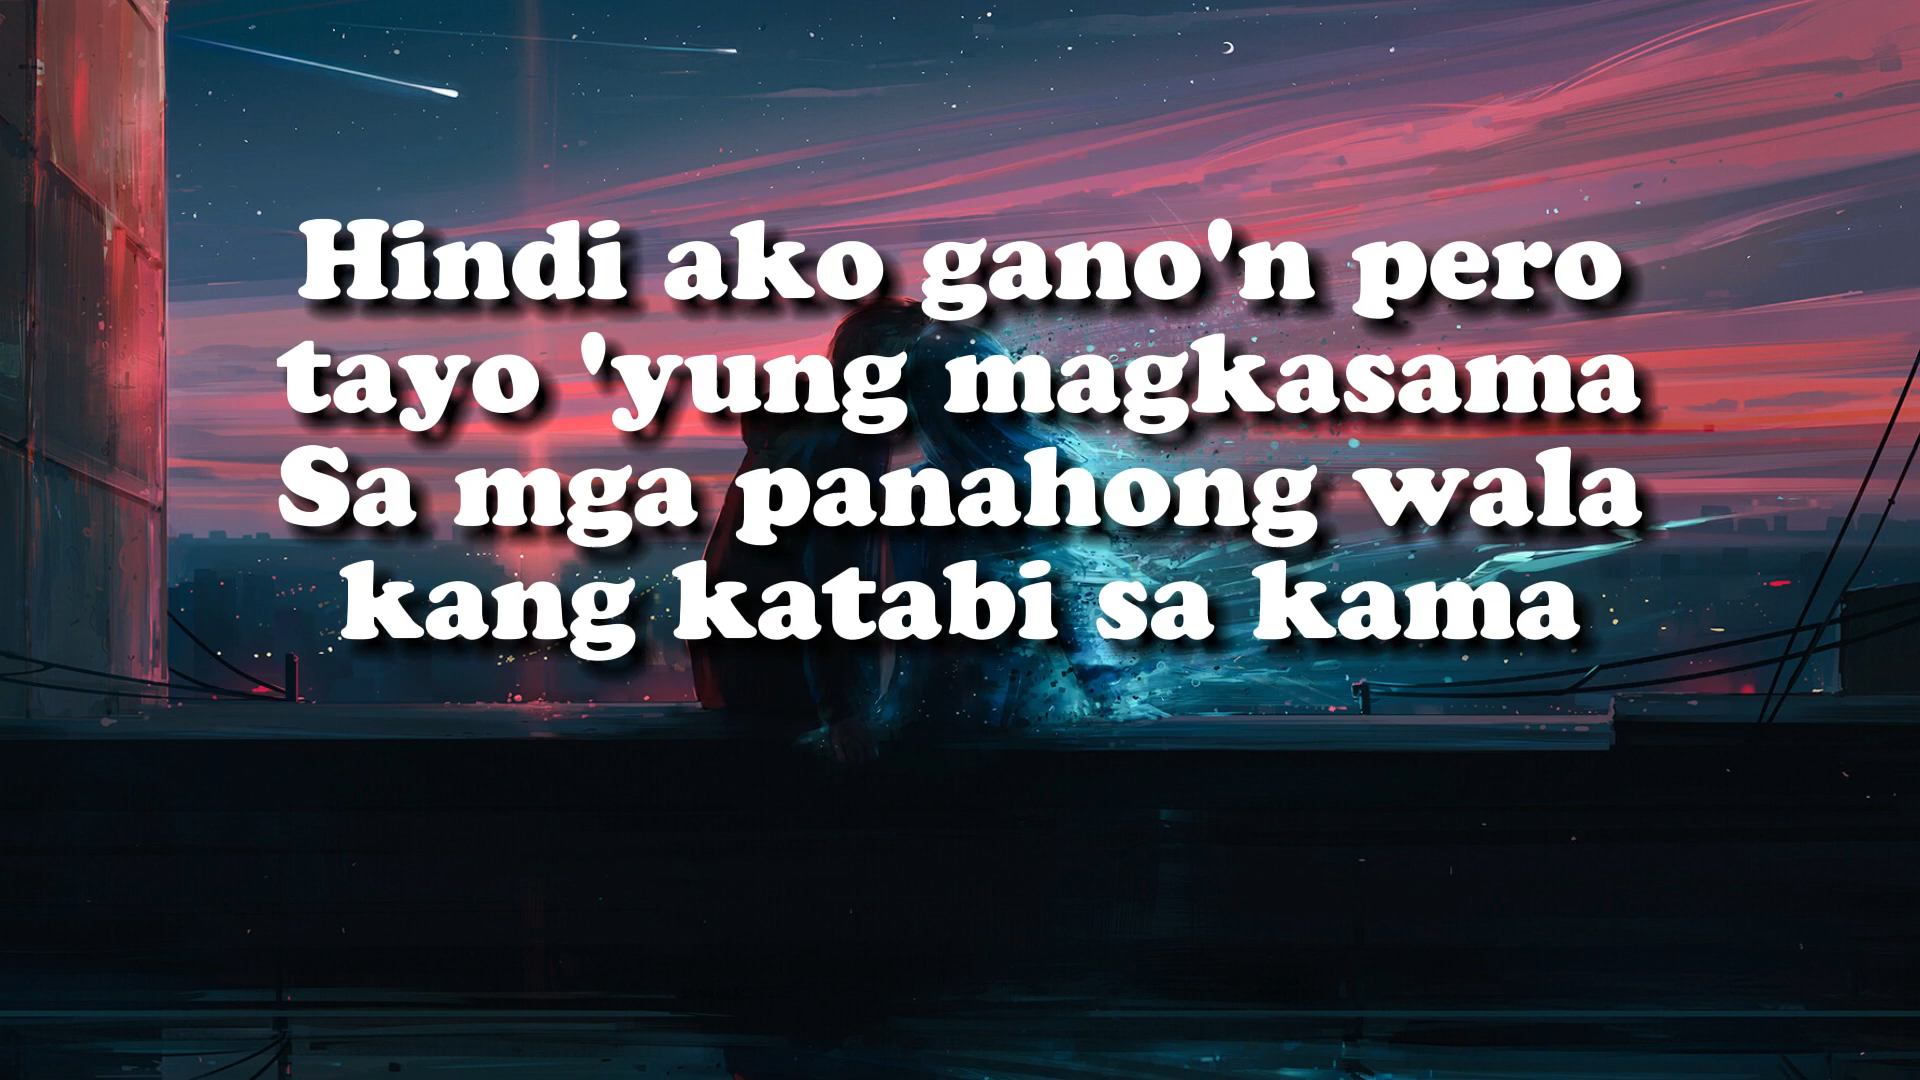 Hindi ako gano'n pero
tayo 'yung magkasama
Sa mga panahong wala
kang katabi sa kama